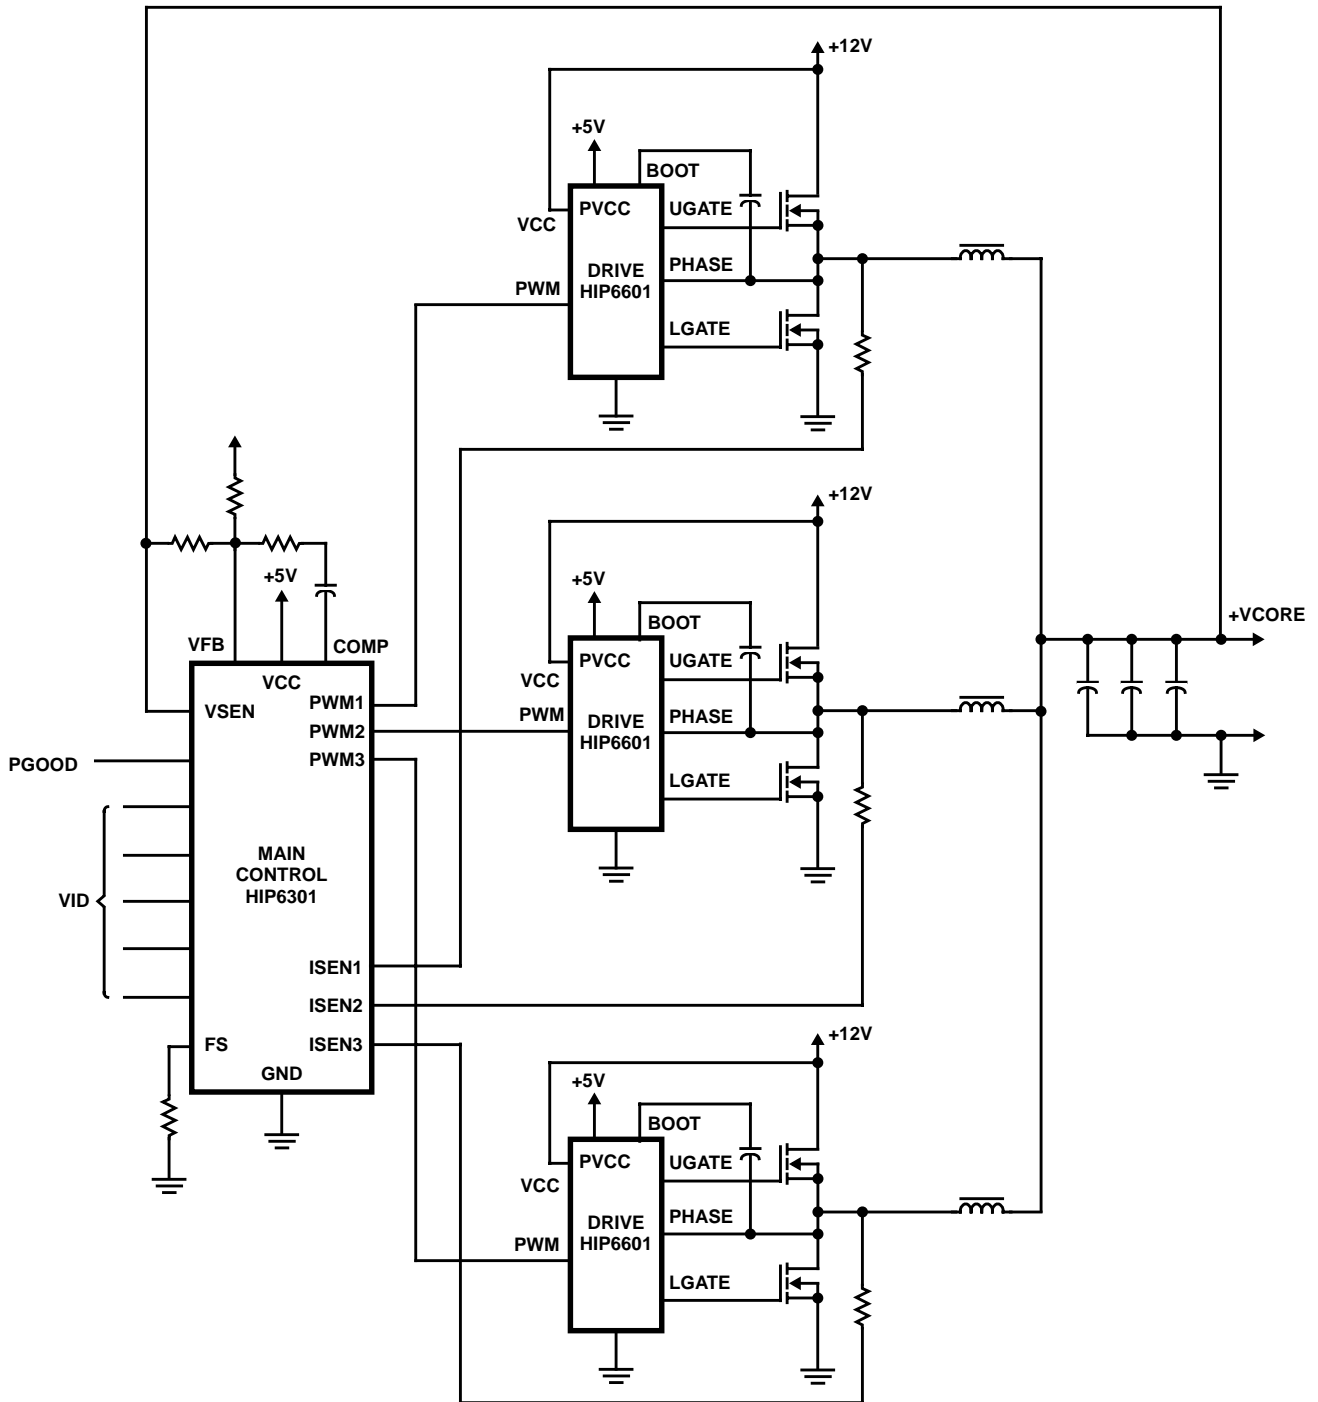 +12V
+5V
BOOT
PVCC
UGATE
VCC
DRIVE
HIP6601
PHASE
PWM
LGATE
+12V
+5V
BOOT
PVCC
UGATE
VCC
PWM
DRIVE
HIP6601
PHASE
LGATE
+VCORE
+5V
VFB
COMP
VCC
VSEN
PWM1
PWM2
PWM3
PGOOD
MAIN
CONTROL
HIP6301
VID
ISEN1
ISEN2
FS
ISEN3
GND
+12V
+5V
BOOT
PVCC
UGATE
VCC
DRIVE
HIP6601
PHASE
PWM
LGATE